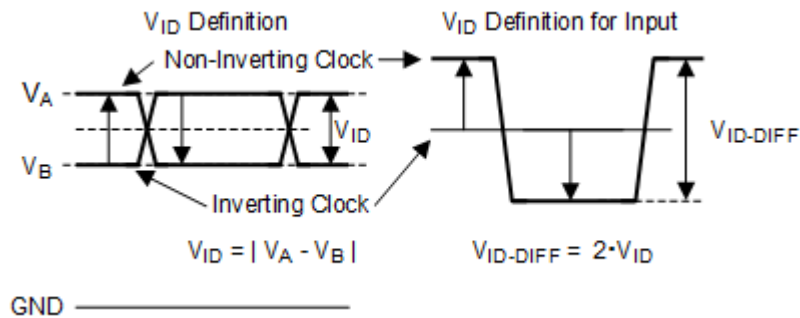 VID Definition
VID Definition for Input
Non-Inverting Clock
VA
VID
VID-DIFF
VB
Inverting Clock
VID = | VA - VB |
VID-DIFF = 2·VID
GND